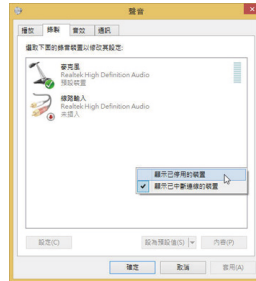 聲音
播放 錄製 音效 通訊
選取下面的錄音裝置以修改其設定:
麥克風
Realtek High Definition Audio
預設裝置
線路輸入
Realtek High Definition Audio
未插入
顯示已停用的裝置
顯示已中斷連線的裝置
設定(C) 設為預設值(S) 內容(P)
確定 取消 套用(A)